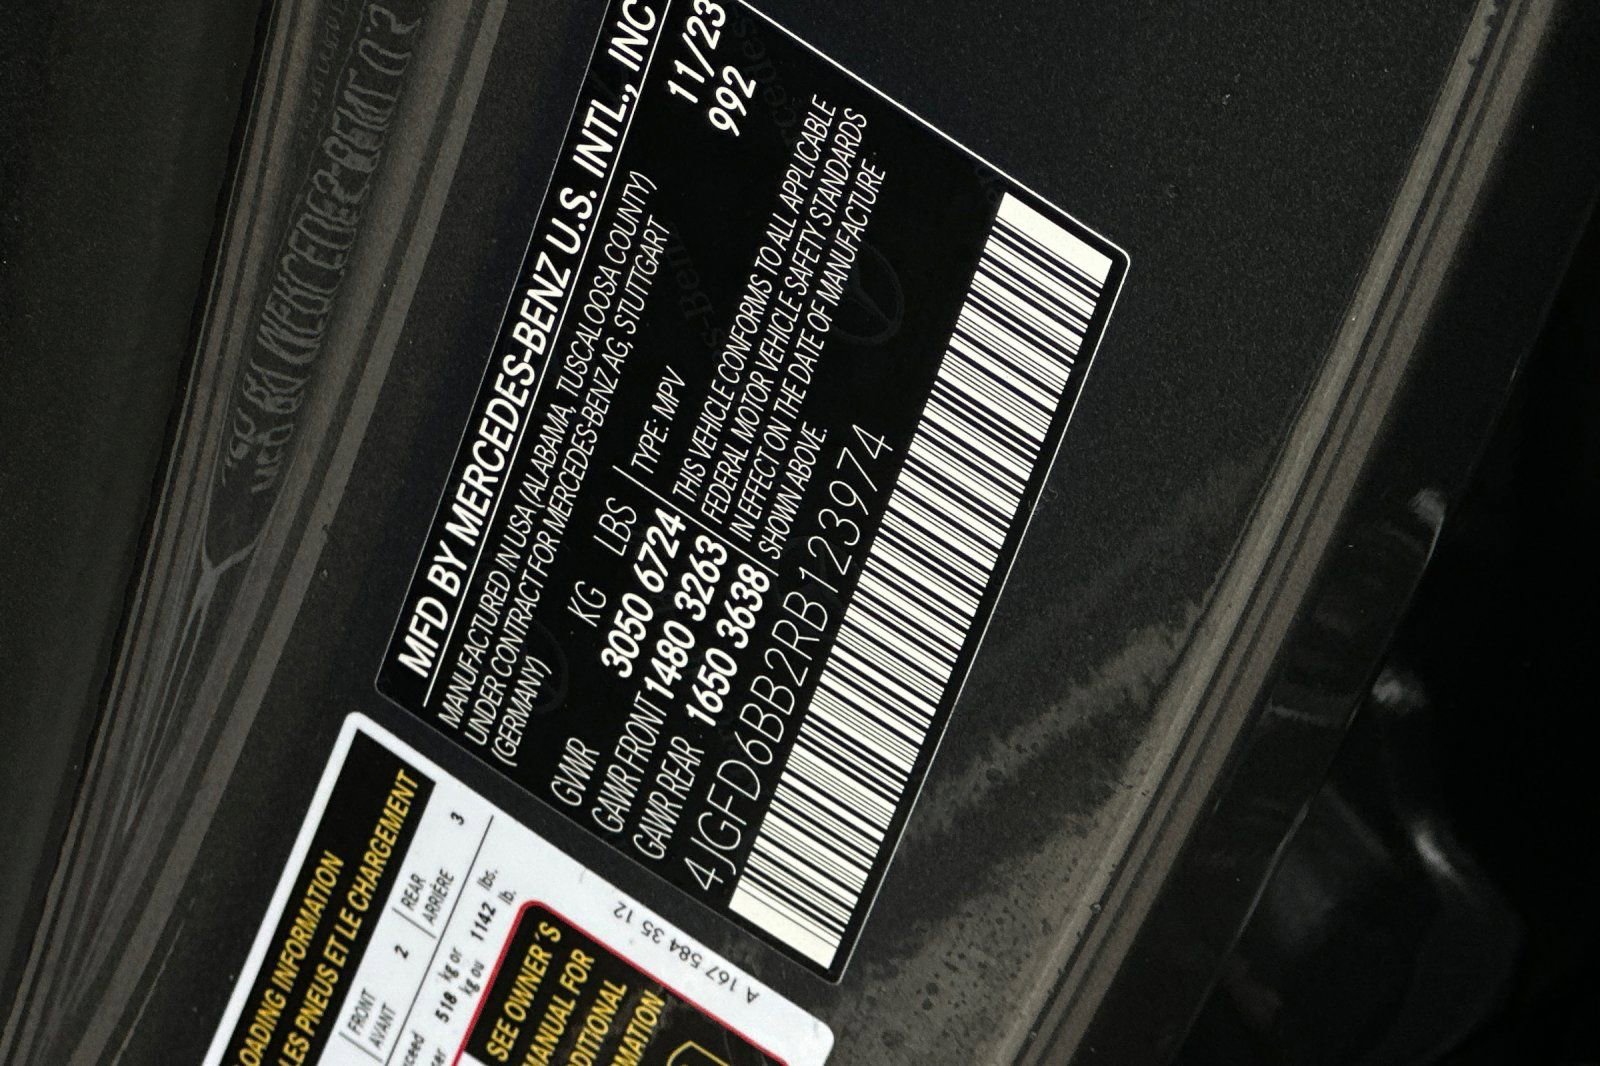 MFD BY MERCEDES-BENZ U.S. INTL., INC
MANUFACTURED IN USA (ALABAMA, TUSCALOOSA COUNTY)
UNDER CONTRACT FOR MERCEDES-BENZ AG, STUTTGART
(GERMANY)
11/23
992
KG LBS TYPE: MPV
GVWR 3050 6724
GAWR FRONT 1480 3263
GAWR REAR 1650 3638
THIS VEHICLE CONFORMS TO ALL APPLICABLE
FEDERAL MOTOR VEHICLE SAFETY STANDARDS
IN EFFECT ON THE DATE OF MANUFACTURE
SHOWN ABOVE.
4JGFD6BB2RB123974
OADING INFORMATION
LES PNEUS ET LE CHARGEMENT
FRONT 2 REAR 3
AVANT ARRIÈRE
518 kg or 1142 lbs.
kg ou lb.
SEE OWNER'S
MANUAL FOR
DDITIONAL
RMATION
A 167 584 35 12